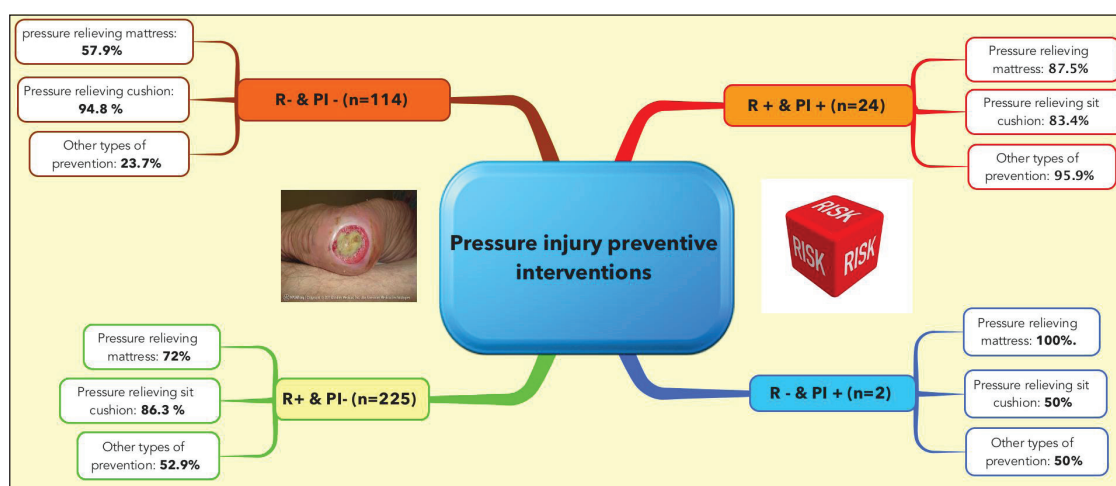 pressure relieving mattress:
57.9%
Pressure relieving cushion:
94.8 %
Other types of
prevention: 23.7%
R- & PI - (n=114)
R + & PI + (n=24)
Pressure relieving
mattress: 87.5%
Pressure relieving sit
cushion: 83.4%
Other types of
prevention: 95.9%
Pressure injury preventive
interventions
RISK
RISK
RISK
Pressure relieving
mattress: 72%
Pressure relieving sit
cushion: 86.3 %
Other types of
prevention: 52.9%
R+ & PI- (n=225)
R - & PI + (n=2)
Pressure relieving
mattress: 100%.
Pressure relieving sit
cushion: 50%
Other types of
prevention: 50%